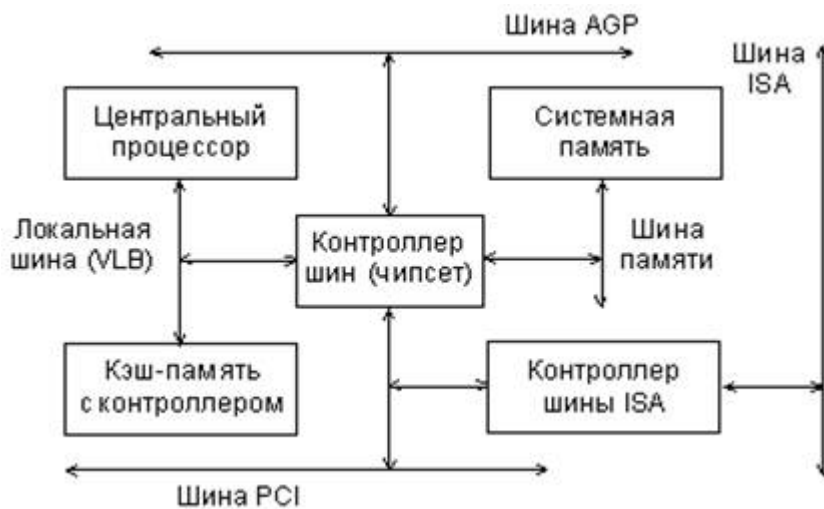 Шина AGP
Шина
ISA
Центральный
процессор
Системная
память
Локальная
шина (VLB)
Контроллер
шин (чипсет)
Шина
памяти
Кэш-память
с контроллером
Контроллер
шины ISA
Шина PCI